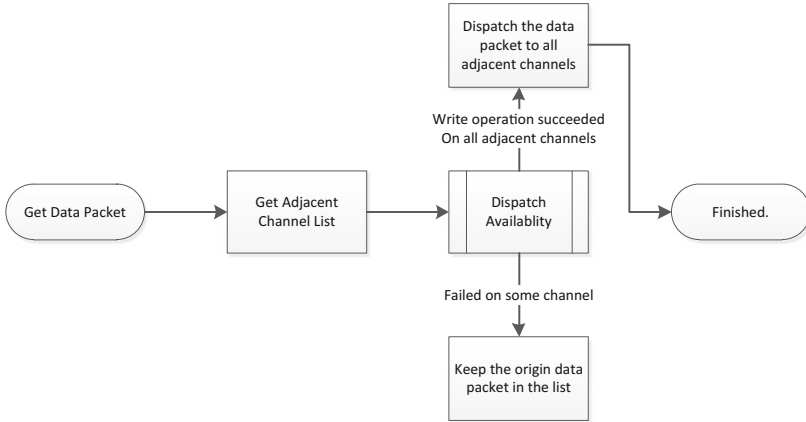 Dispatch the data
packet to all
adjacent channels
Write operation succeeded
On all adjacent channels
Get Data Packet
Get Adjacent
Channel List
Dispatch
Availablity
Finished.
Failed on some channel
Keep the origin data
packet in the list